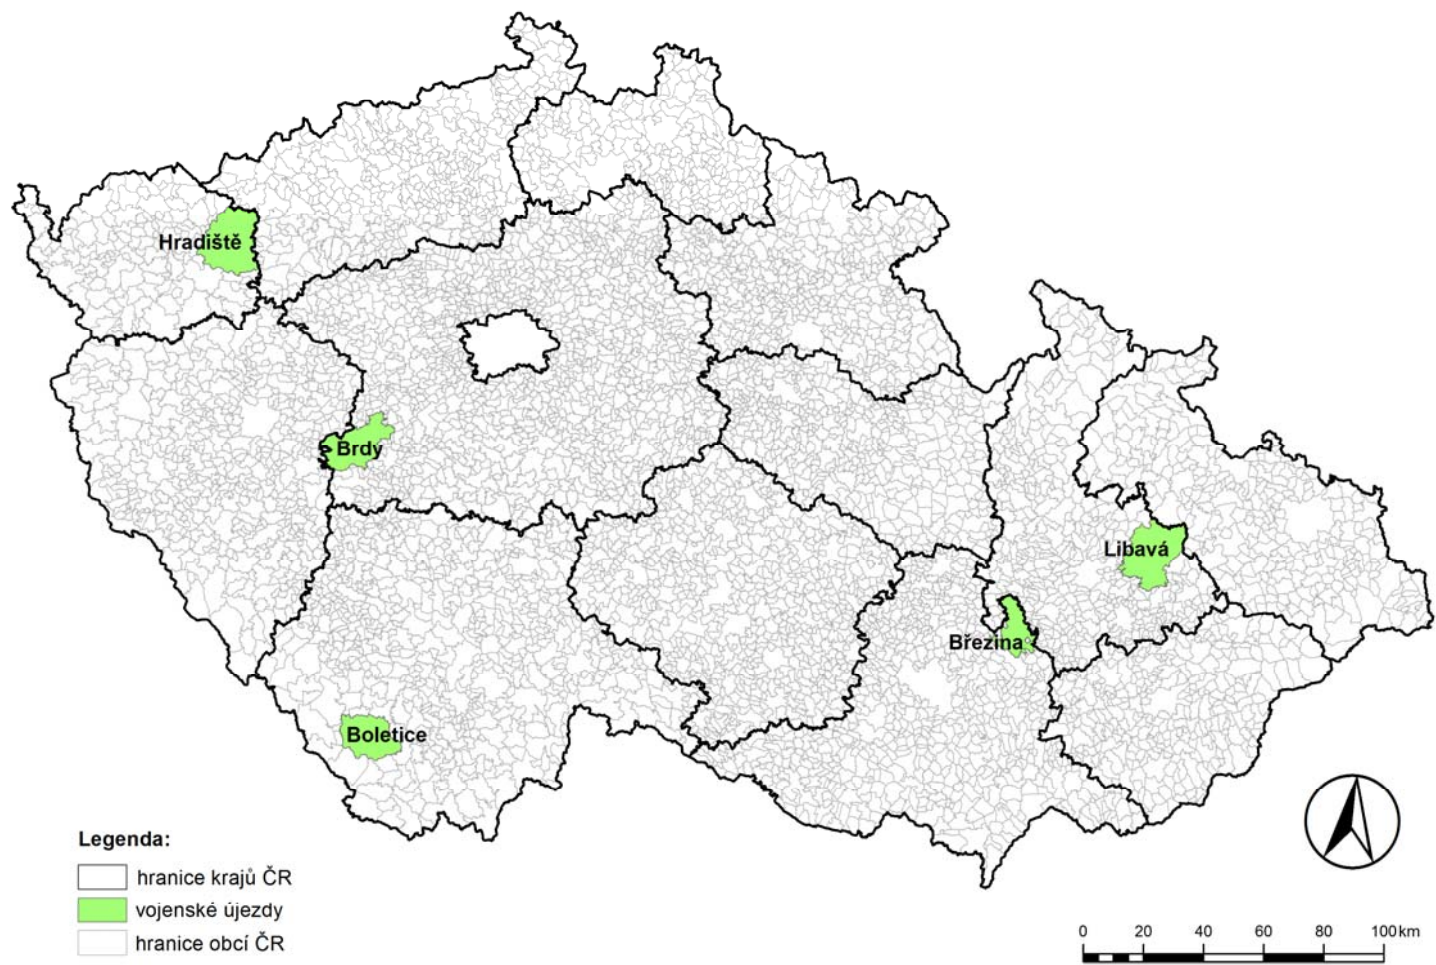 Hradiště
Brdy
Libavá
Březina
Boletice
Legenda:
hranice krajů ČR
vojenské újezdy
hranice obcí ČR
0 20 40 60 80 100 km